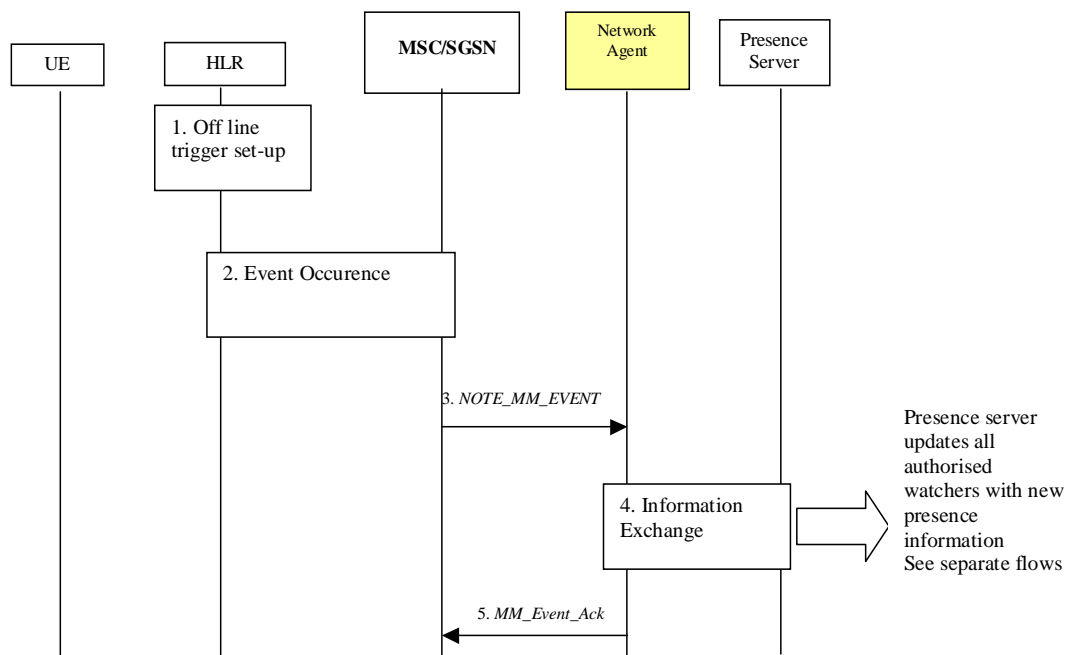 UE
HLR
MSC/SGSN
Network
Agent
Presence
Server
1. Off line
trigger set-up
2. Event Occurence
3. NOTE_MM_EVENT
4. Information
Exchange
Presence server
updates all
authorised
watchers with new
presence
information
See separate flows
5. MM_Event_Ack